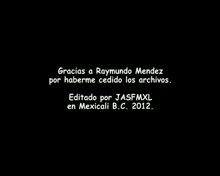 Gracias a Raymundo Mendez
por haberme cedido los archivos.
Editado por JASFMXL
en Mexicali B.C. 2012.